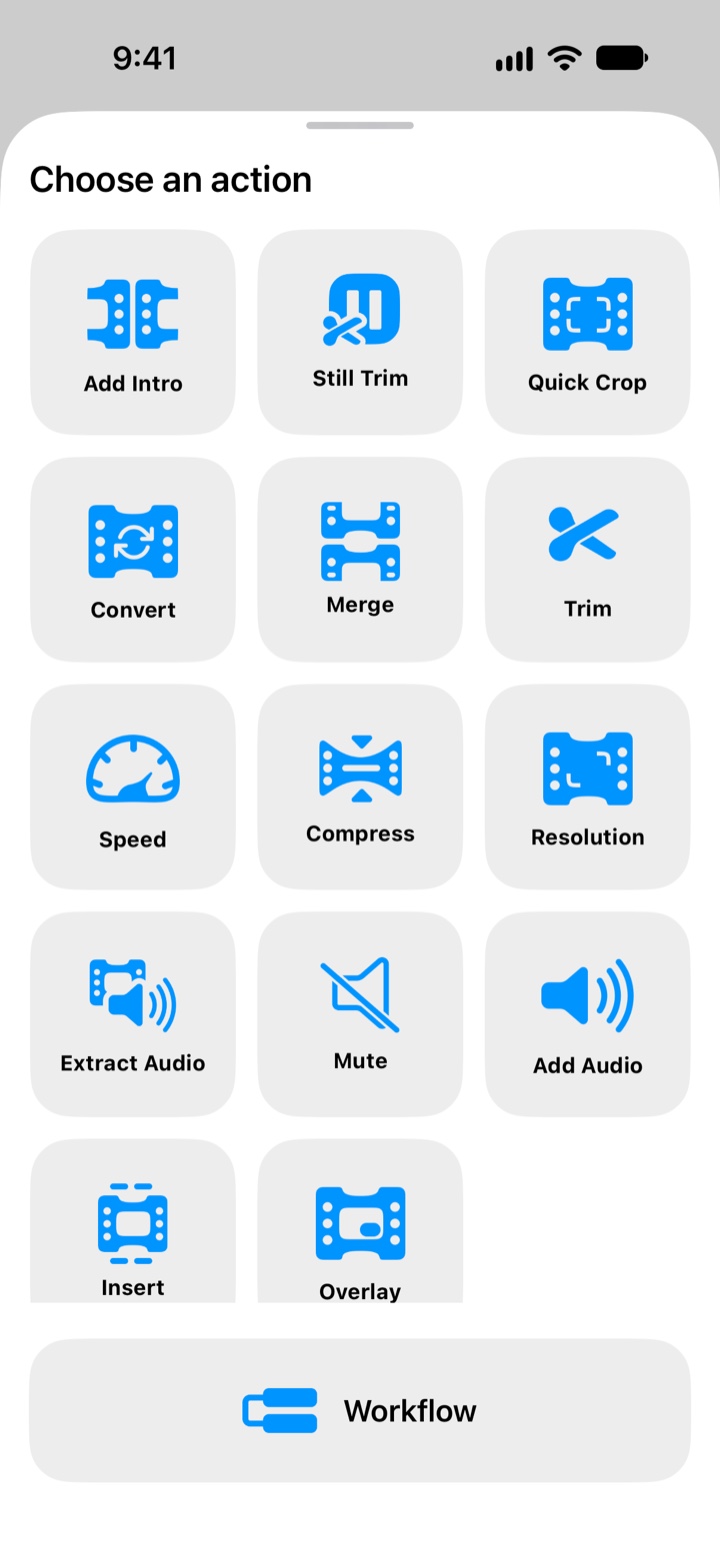 9:41
Choose an action
Add Intro
Still Trim
Quick Crop
Convert
Merge
Trim
Speed
Compress
Resolution
Extract Audio
Mute
Add Audio
Insert
Overlay
Workflow